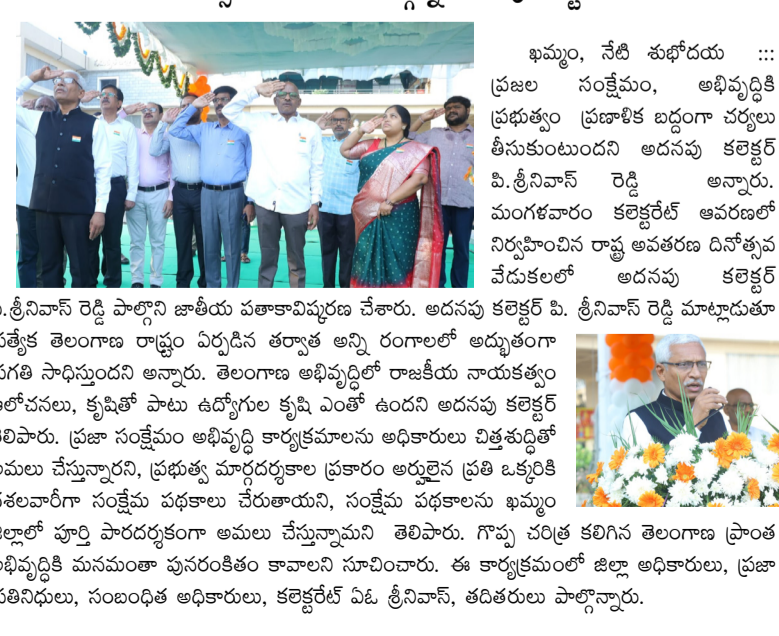 ఖమ్మం, నేటి శుభోదయ :::
ప్రజల సంక్షేమం, అభివృద్ధికి
ప్రభుత్వం ప్రణాళిక బద్దంగా చర్యలు
తీసుకుంటుందని అదనపు కలెక్టర్
పి.శ్రీనివాస్ రెడ్డి అన్నారు.
మంగళవారం కలెక్టరేట్ ఆవరణలో
నిర్వహించిన రాష్ట్ర అవతరణ దినోత్సవ
వేడుకలలో అదనపు కలెక్టర్
.శ్రీనివాస్ రెడ్డి పాల్గొని జాతీయ పతాకావిష్కరణ చేశారు. అదనపు కలెక్టర్ పి. శ్రీనివాస్ రెడ్డి మాట్లాడుతూ
తెలంగాణ రాష్ట్రం ఏర్పడిన తర్వాత అన్ని రంగాలలో అద్భుతంగా
సాధిస్తుందని అన్నారు. తెలంగాణ అభివృద్ధిలో రాజకీయ నాయకత్వం
ఆలోచనలు, కృషితో పాటు ఉద్యోగుల కృషి ఎంతో ఉందని అదనపు కలెక్టర్
తెలిపారు. ప్రజా సంక్షేమం అభివృద్ధి కార్యక్రమాలను అధికారులు చిత్తశుద్ధితో
అమలు చేస్తున్నారని, ప్రభుత్వ మార్గదర్శకాల ప్రకారం అర్హులైన ప్రతి ఒక్కరికి
దశలవారీగా సంక్షేమ పథకాలు చేరుతాయని, సంక్షేమ పథకాలను ఖమ్మం
జిల్లాలో పూర్తి పారదర్శకంగా అమలు చేస్తున్నామని తెలిపారు. గొప్ప చరిత్ర కలిగిన తెలంగాణ ప్రాంత
అభివృద్ధికి మనమంతా పునరంకితం కావాలని సూచించారు. ఈ కార్యక్రమంలో జిల్లా అధికారులు, ప్రజా
సంబంధిత అధికారులు, కలెక్టరేట్ ఏఓ శ్రీనివాస్, తదితరులు పాల్గొన్నారు.